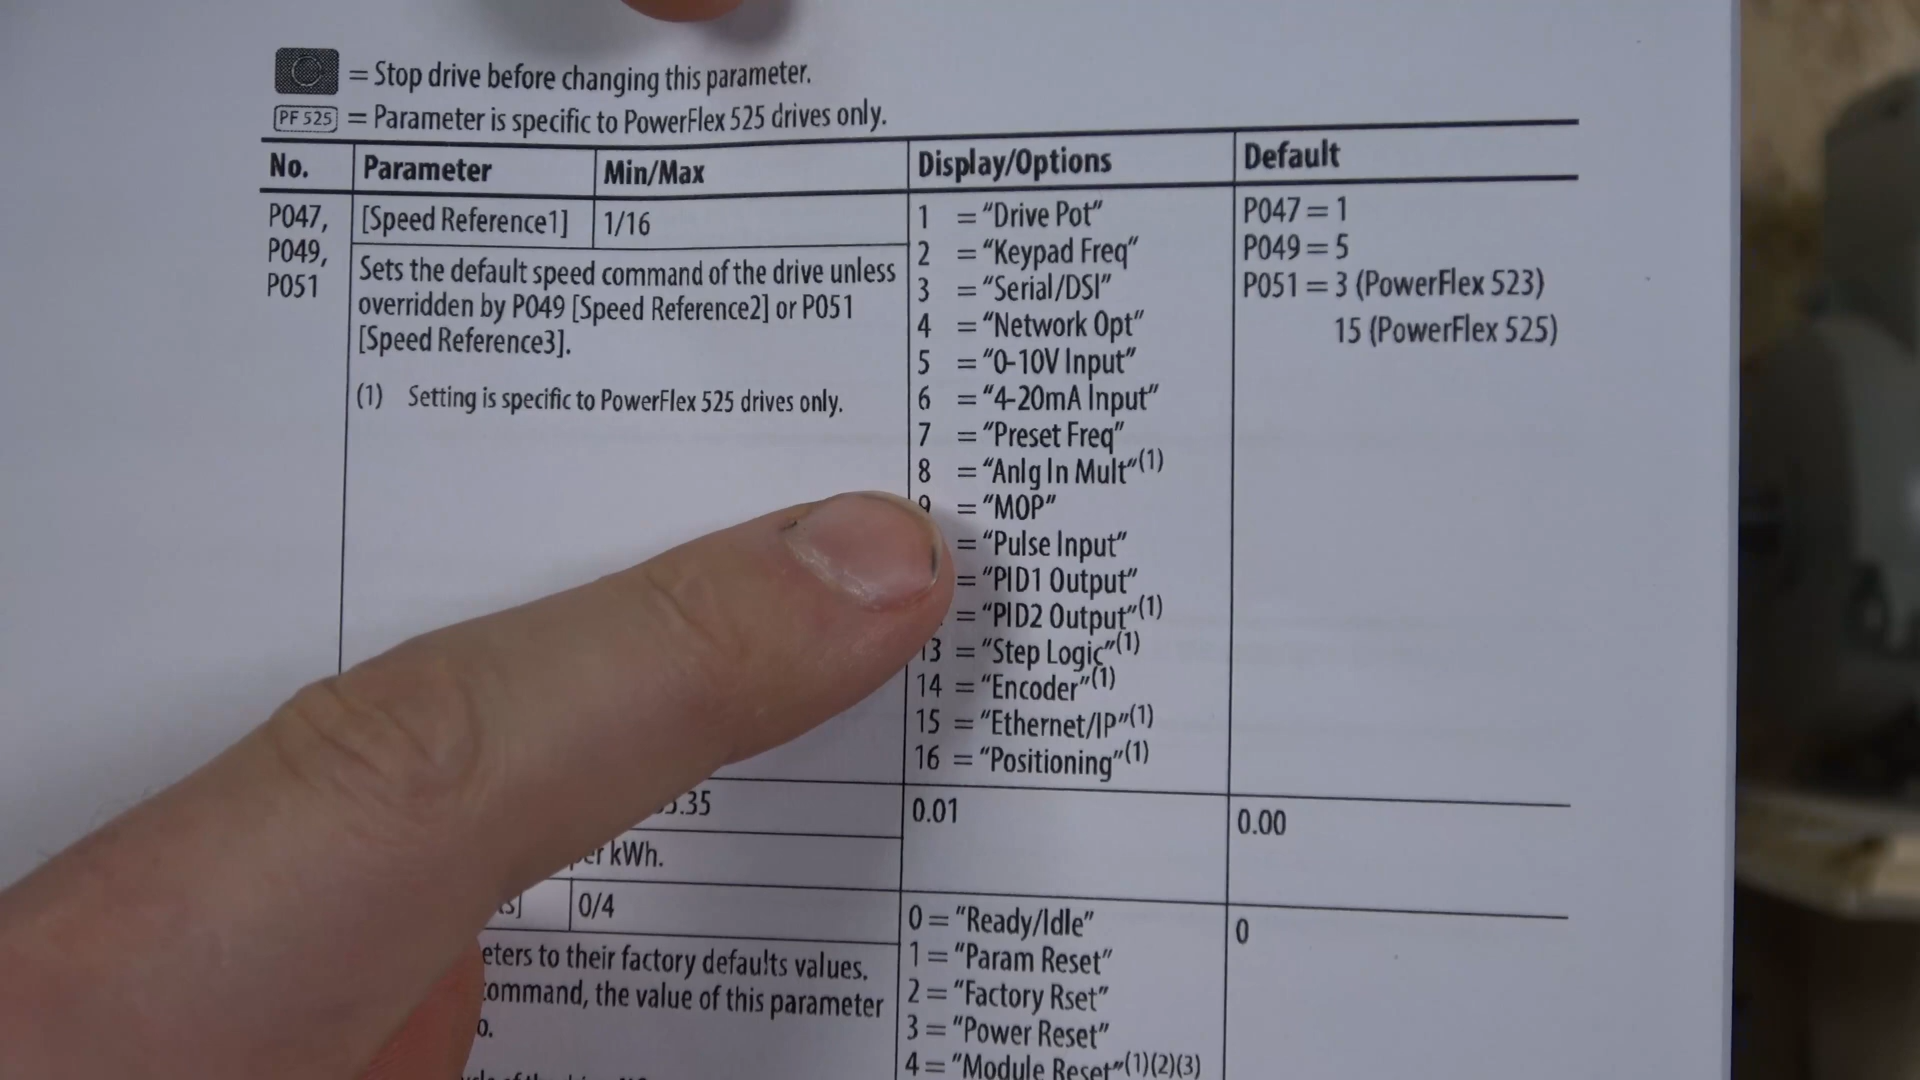 = Stop drive before changing this parameter.
PF 525 = Parameter is specific to PowerFlex 525 drives only.
No. Parameter Min/Max Display/Options Default
P047,
P049,
P051
[Speed Reference1] 1/16
Sets the default speed command of the drive unless
overridden by P049 [Speed Reference2] or P051
[Speed Reference3].
(1) Setting is specific to PowerFlex 525 drives only.
1 = "Drive Pot"
2 = "Keypad Freq"
3 = "Serial/DSI"
4 = "Network Opt"
5 = "0-10V Input"
6 = "4-20mA Input"
7 = "Preset Freq"
8 = "Anlg In Mult"(1)
9 = "MOP"
= "Pulse Input"
= "PID1 Output"
= "PID2 Output"(1)
13 = "Step Logic"(1)
14 = "Encoder"(1)
15 = "Ethernet/IP"(1)
16 = "Positioning"(1)
P047 = 1
P049 = 5
P051 = 3 (PowerFlex 523)
15 (PowerFlex 525)
.35 0.01 0.00
kWh.
0/4
eters to their factory defaults values.
command, the value of this parameter
0 = "Ready/Idle"
1 = "Param Reset"
2 = "Factory Rset"
3 = "Power Reset"
4 = "Module Reset"(1)(2)(3)
0